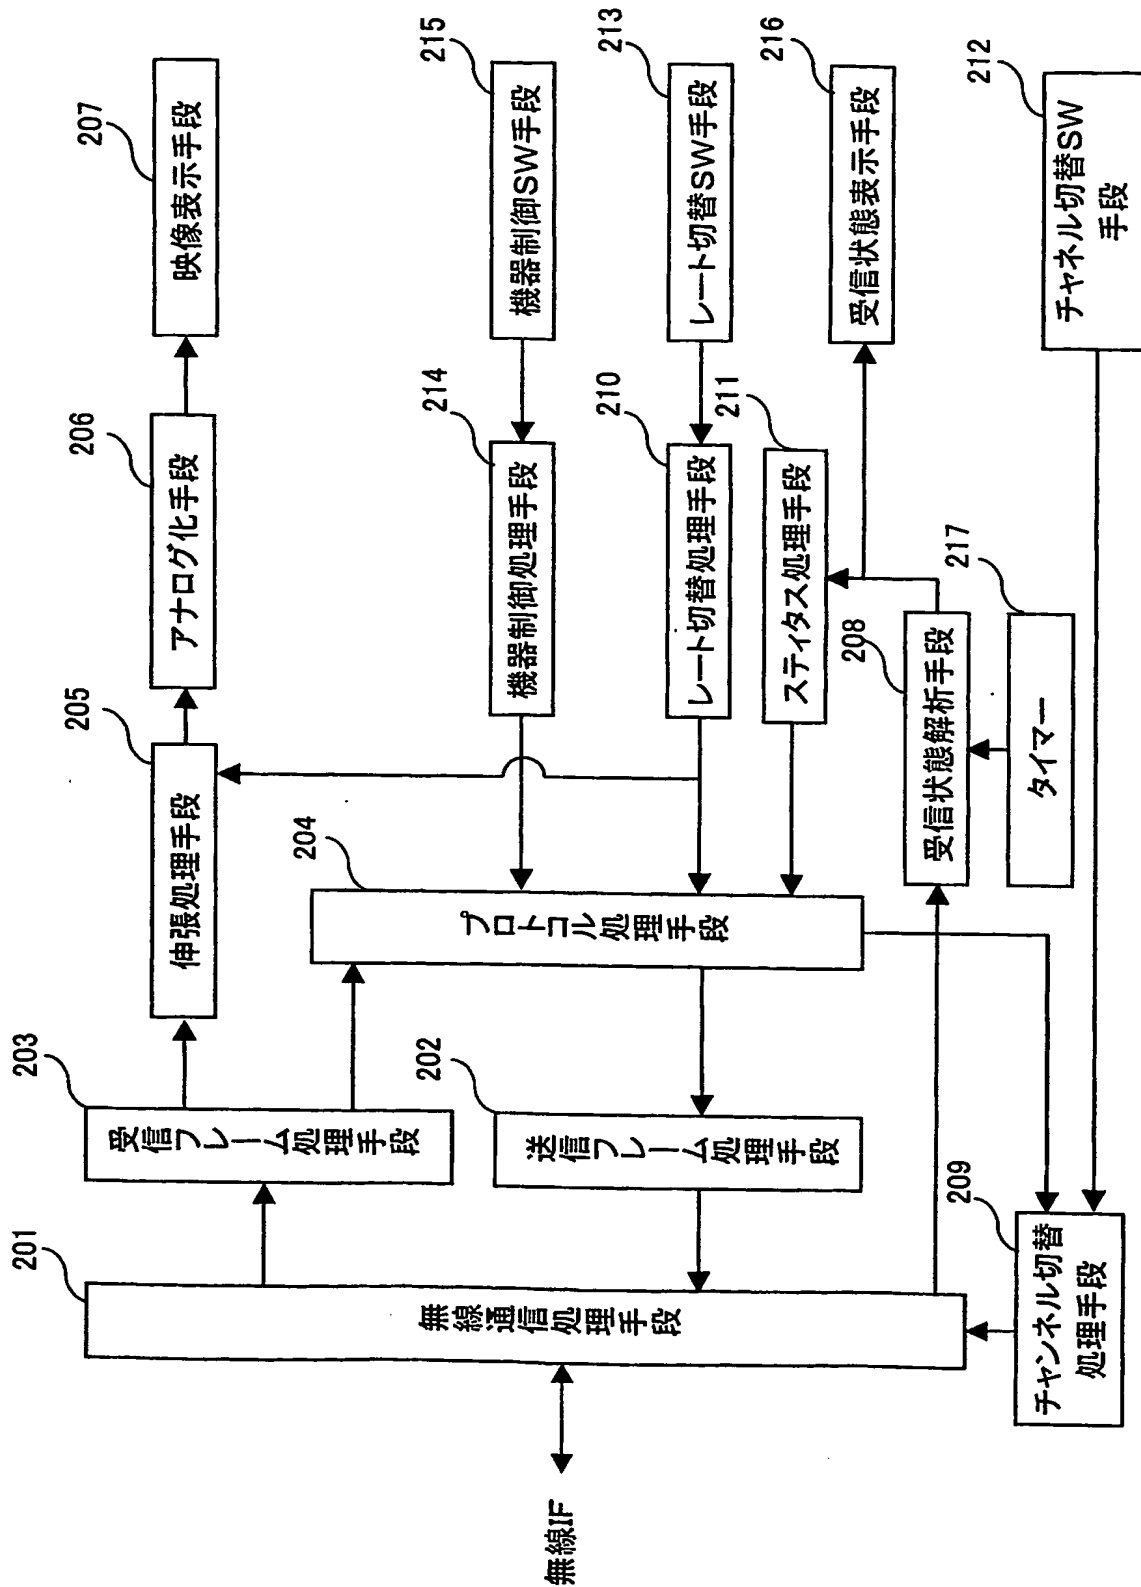 207
映像表示手段
206
アナログ化手段
205
伸張処理手段
203
受信フレーム処理手段
201
無線通信処理手段
無線IF
215
機器制御SW手段
214
機器制御処理手段
213
レート切替SW手段
210
レート切替処理手段
204
プロトコル処理手段
202
送信フレーム処理手段
216
受信状態表示手段
211
スティタス処理手段
208
受信状態解析手段
217
タイマー
212
チャネル切替SW
手段
209
チャンネル切替
処理手段